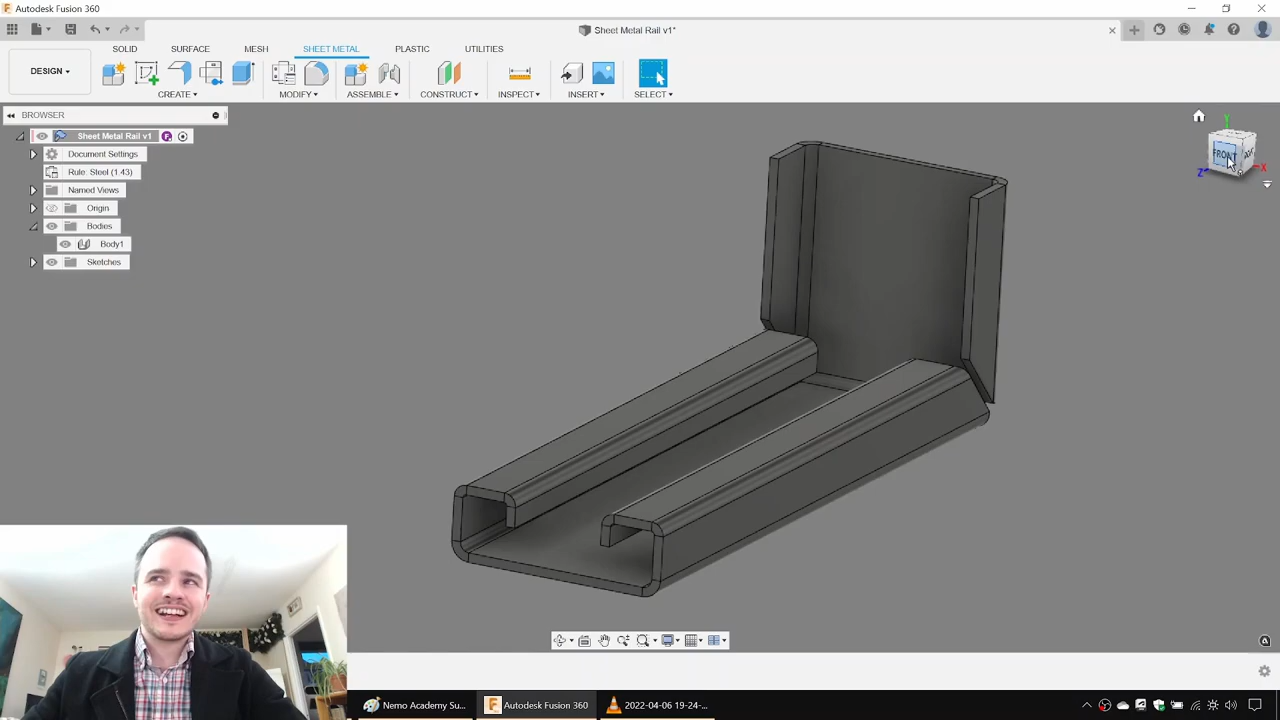 Autodesk Fusion 360
Sheet Metal Rail v1*
SOLID SURFACE MESH SHEET METAL PLASTIC UTILITIES
DESIGN
CREATE MODIFY ASSEMBLE CONSTRUCT INSPECT INSERT SELECT
BROWSER
Sheet Metal Rail v1
Document Settings
Rule: Steel (1.43)
Named Views
Origin
Bodies
Body1
Sketches
Y
FRONT
Z
X
Nemo Academy Su... Autodesk Fusion 360 2022-04-06 19-24-...